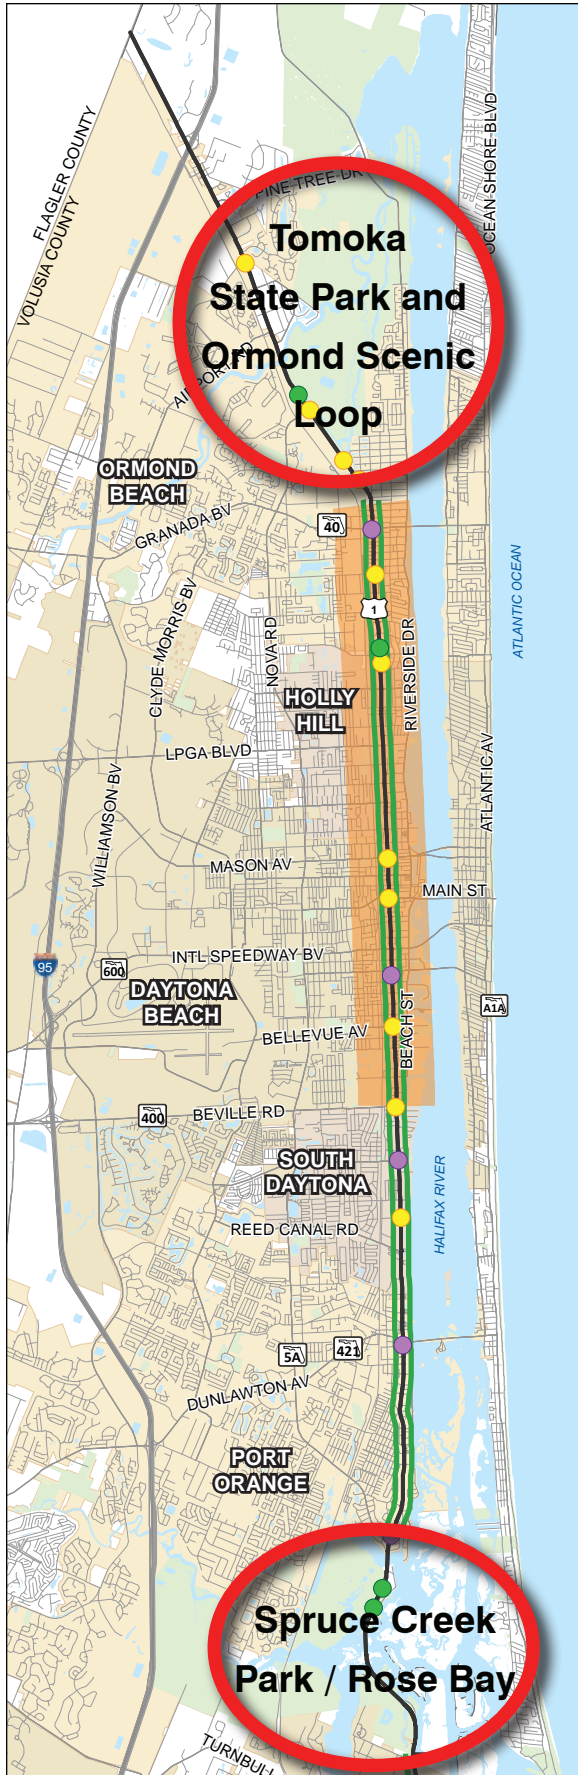 FLAGLER COUNTY
VOLUSIA COUNTY
OCEAN SHORE BLVD
PINE TREE DR
Tomoka
State Park and
Ormond Scenic
Loop
AIRPORT RD
ORMOND
BEACH
GRANADA BV
40
ATLANTIC OCEAN
CLYDE MORRIS BV
1
NOVA RD
RIVERSIDE DR
HOLLY
HILL
LPGA BLVD
ATLANTIC AV
WILLIAMSON BV
MASON AV
MAIN ST
INTL SPEEDWAY BV
95
600
DAYTONA
BEACH
A1A
BEACH ST
BELLEVUE AV
BEVILLE RD
400
SOUTH
DAYTONA
HALIFAX RIVER
REED CANAL RD
5A
421
DUNLAWTON AV
PORT
ORANGE
Spruce Creek
Park / Rose Bay
TURNBULL